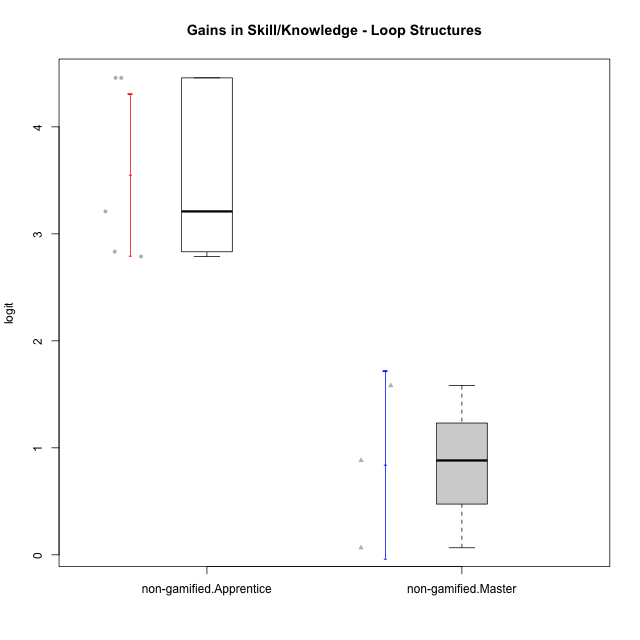 Gains in Skill/Knowledge - Loop Structures
logit
4
3
2
1
0
non-gamified.Apprentice
non-gamified.Master